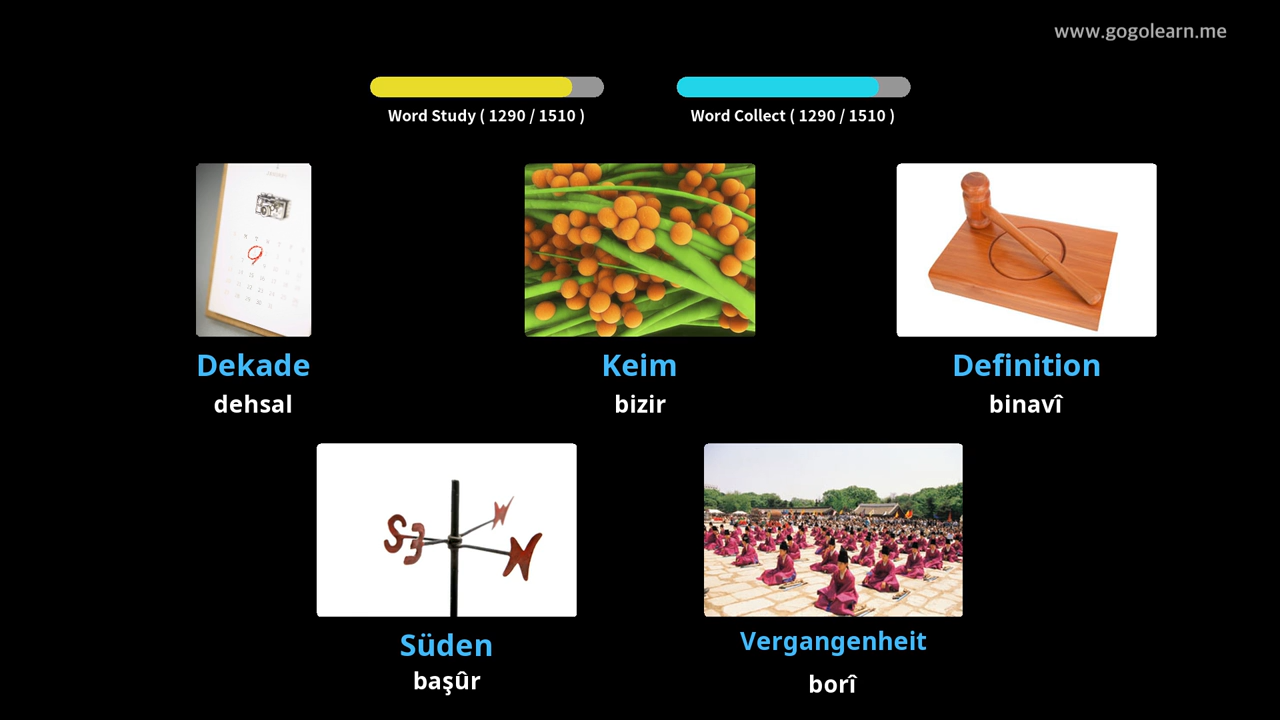 www.gogolearn.me
Word Study ( 1290 / 1510 )
Word Collect ( 1290 / 1510 )
Dekade
dehsal
Keim
bizir
Definition
binavî
S
E
N
Süden
başûr
Vergangenheit
borî